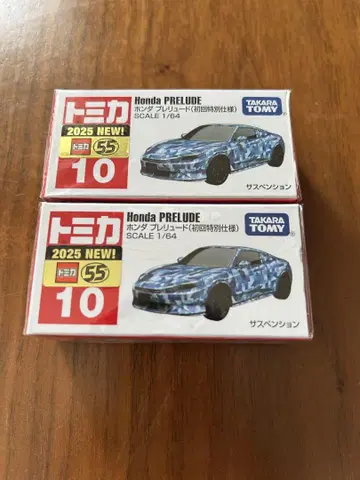 トミカ
2025 NEW!
トミカ 55
10
Honda PRELUDE
ホンダ プレリュード(初回特別仕様)
SCALE 1/64
TAKARA
TOMY
サスペンション
トミカ
2025 NEW!
トミカ 55
10
Honda PRELUDE
ホンダ プレリュード(初回特別仕様)
SCALE 1/64
TAKARA
TOMY
サスペンション